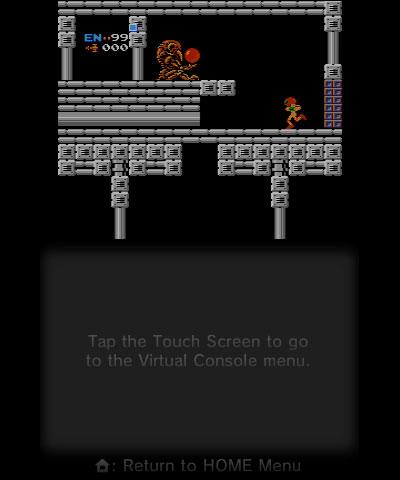 EN..99
000
Tap the Touch Screen to go
to the Virtual Console menu.
: Return to HOME Menu